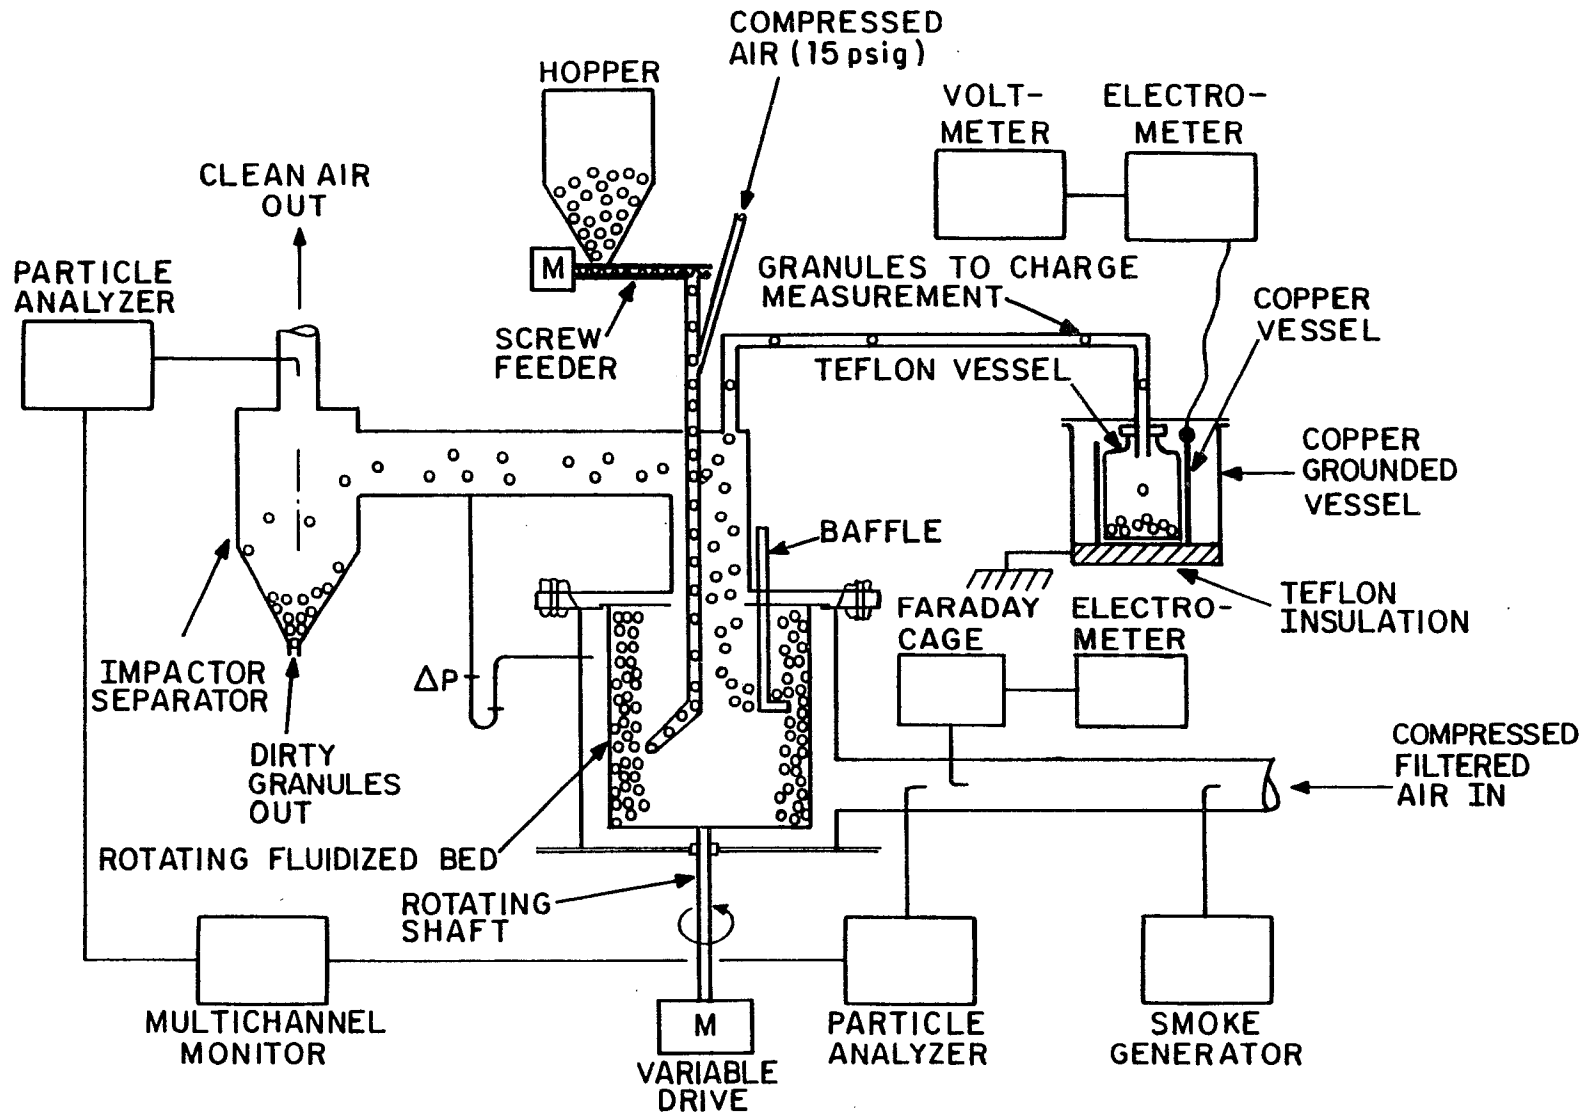 COMPRESSED
AIR (15 psig)
HOPPER
VOLT-
METER
ELECTRO-
METER
CLEAN AIR
OUT
PARTICLE
ANALYZER
M
GRANULES TO CHARGE
MEASUREMENT
COPPER
VESSEL
SCREW
FEEDER
TEFLON VESSEL
COPPER
GROUNDED
VESSEL
BAFFLE
TEFLON
INSULATION
FARADAY
CAGE
ELECTRO-
METER
IMPACTOR
SEPARATOR
ΔP
DIRTY
GRANULES
OUT
COMPRESSED
FILTERED
AIR IN
ROTATING FLUIDIZED BED
ROTATING
SHAFT
MULTICHANNEL
MONITOR
M
VARIABLE
DRIVE
PARTICLE
ANALYZER
SMOKE
GENERATOR